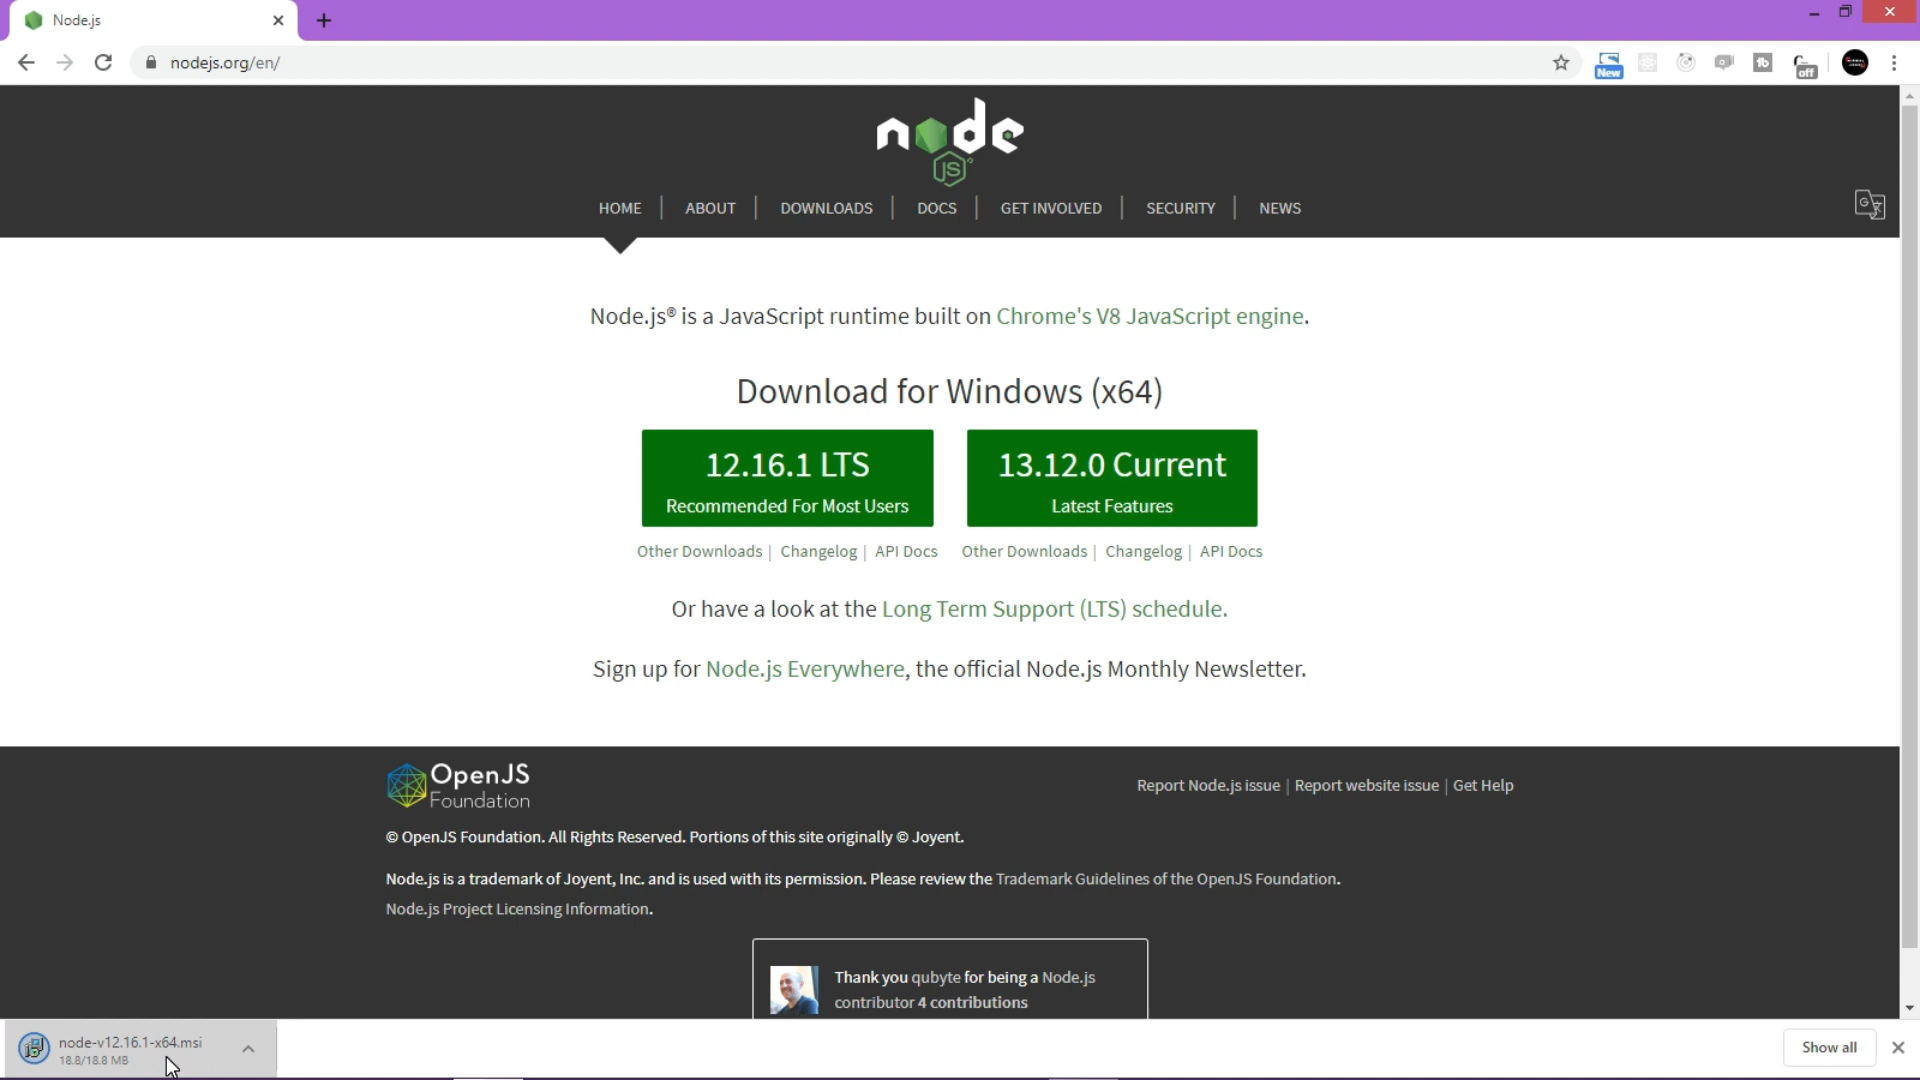 Node.js
nodejs.org/en/
New
off
node
JS
HOME | ABOUT | DOWNLOADS | DOCS | GET INVOLVED | SECURITY | NEWS
Node.js® is a JavaScript runtime built on Chrome's V8 JavaScript engine.
Download for Windows (x64)
12.16.1 LTS
Recommended For Most Users
13.12.0 Current
Latest Features
Other Downloads | Changelog | API Docs
Other Downloads | Changelog | API Docs
Or have a look at the Long Term Support (LTS) schedule.
Sign up for Node.js Everywhere, the official Node.js Monthly Newsletter.
OpenJS
Foundation
Report Node.js issue | Report website issue | Get Help
© OpenJS Foundation. All Rights Reserved. Portions of this site originally © Joyent.
Node.js is a trademark of Joyent, Inc. and is used with its permission. Please review the Trademark Guidelines of the OpenJS Foundation.
Node.js Project Licensing Information.
Thank you qubyte for being a Node.js
contributor 4 contributions
node-v12.16.1-x64.msi
18.8/18.8 MB
Show all